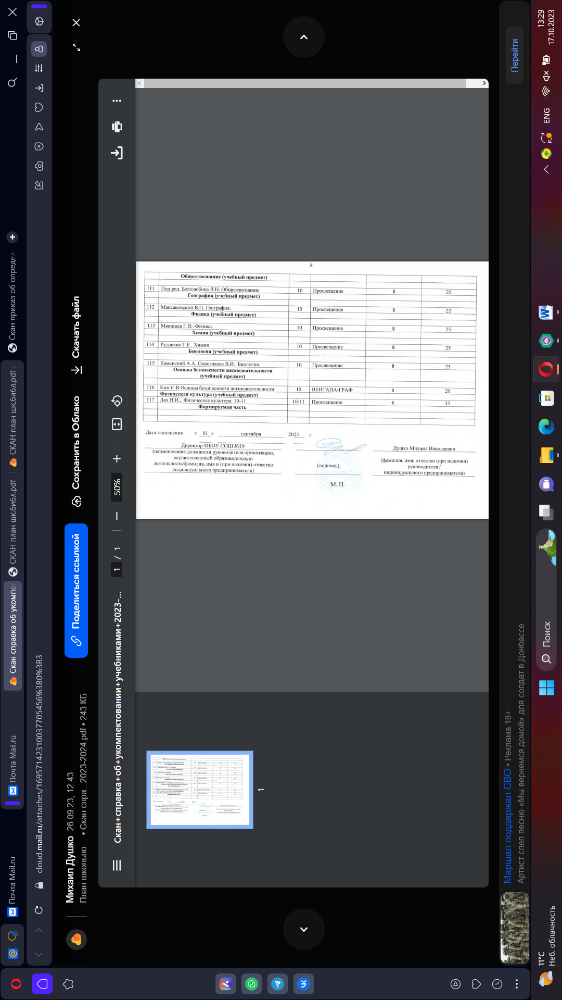 Почта Mail.ru
Почта Mail.ru
Скан справка об укомпе
СКАН план шк.библ.pdf
СКАН план шк.библ.pdf /
Скан приказ об определ
cloud.mail.ru/attaches/16957142310037705456%3B0%3B3
Михаил Душко 26.09.23, 12:43
План школьно... • Скан спра...2023-2024.pdf • 243 КБ
Поделиться ссылкой
Сохранить в Облако
Скачать файл
Скан+справка+об+укомпектовании+учебниками+2023-...
1 / 1
50%
1
8
Обществознание (учебный предмет)
111 Под.ред. Боголюбова Л.Н. Обществознание 10 Просвещение 8 25
География (учебный предмет)
112 Максаковский В.П. География. 10 Просвещение 8 22
Физика (учебный предмет)
113 Мякишев Г.Я.. Физика. 10 Просвещение 8 25
Химия (учебный предмет)
114 Рудзитис Г.Е. Химия 10 Просвещение 8 25
Биология (учебный предмет)
115 Каменский А.А, Синоглазов В.И. Биология. 10 Просвещение 8 25
Основы безопасности жизнедеятельности
(учебный предмет)
116 Ким С.В Основы безопасности жизнедеятельности 10 ВЕНТАНА-ГРАФ 8 20
Физическая культура (учебный предмет)
117 Лях В.И., Физическая культура. 10-11 10-11 Просвещение 8 35
Формируемая часть
Дата заполнения « 01 » сентября 2023 г.
Директор МБОУ СОШ №19
(наименование должности руководителя организации,
осуществляющей образовательную
деятельность/фамилия, имя и (при наличии) отчество
индивидуального предпринимателя)
(подпись)
М. П.
Душко Михаил Николаевич
(фамилия, имя, отчество (при наличии)
руководителя /
индивидуального предпринимателя)
Маршал поддержал СВО • Реклама 18+
Артист спел песню «Мы вернемся домой» для солдат в Донбассе
Перейти
11°C
Неб. облачность
Поиск
ENG
13:29
17.10.2023